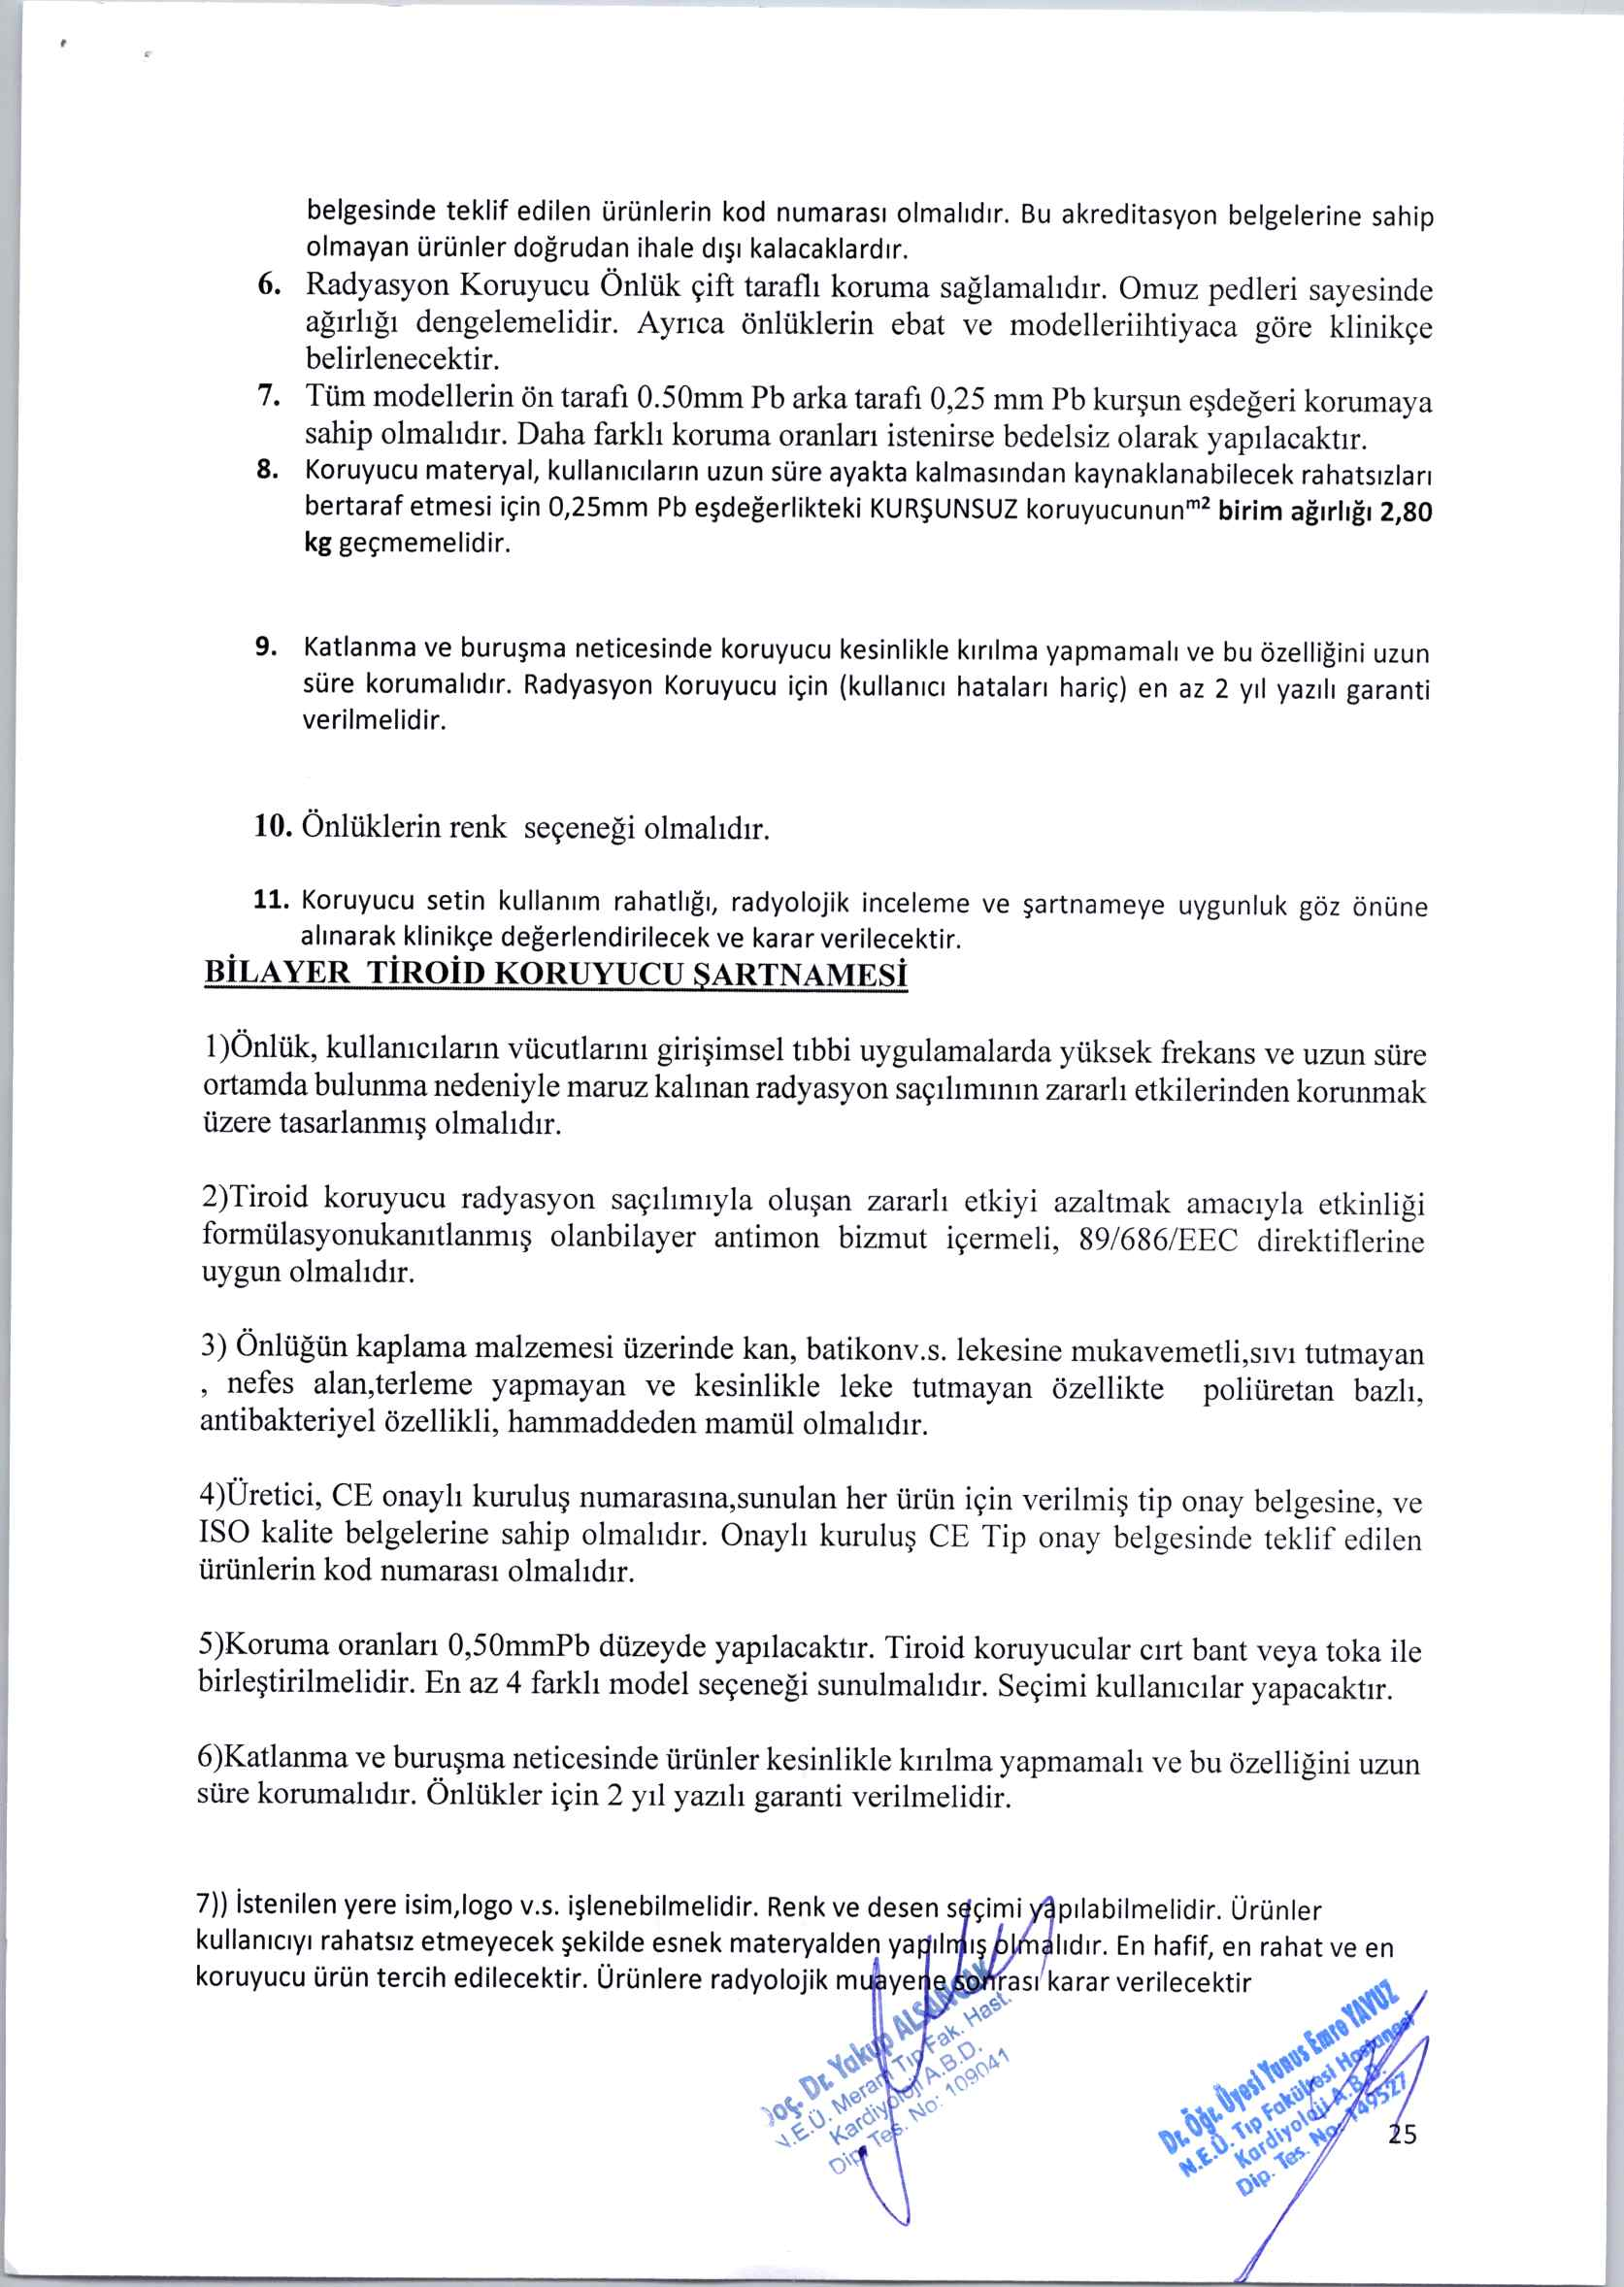 belgesinde teklif edilen ürünlerin kod numarası olmalıdır. Bu akreditasyon belgelerine sahip
olmayan ürünler doğrudan ihale dışı kalacaklardır.
6. Radyasyon Koruyucu Önlük çift taraflı koruma sağlamalıdır. Omuz pedleri sayesinde
ağırlığı dengelemelidir. Ayrıca önlüklerin ebat ve modelleriihtiyaca göre klinikçe
belirlenecektir.
7. Tüm modellerin ön tarafı 0.50mm Pb arka tarafı 0,25 mm Pb kurşun eşdeğeri korumaya
sahip olmalıdır. Daha farklı koruma oranları istenirse bedelsiz olarak yapılacaktır.
8. Koruyucu materyal, kullanıcıların uzun süre ayakta kalmasından kaynaklanabilecek rahatsızları
bertaraf etmesi için 0,25mm Pb eşdeğerlikteki KURŞUNSUZ koruyucunun^m2 birim ağırlığı 2,80
kg geçmemelidir.
9. Katlanma ve buruşma neticesinde koruyucu kesinlikle kırılma yapmamalı ve bu özelliğini uzun
süre korumalıdır. Radyasyon Koruyucu için (kullanıcı hataları hariç) en az 2 yıl yazılı garanti
verilmelidir.
10. Önlüklerin renk  seçeneği olmalıdır.
11. Koruyucu setin kullanım rahatlığı, radyolojik inceleme ve şartnameye uygunluk göz önüne
alınarak klinikçe değerlendirilecek ve karar verilecektir.
BİLAYER  TİROİD KORUYUCU ŞARTNAMESİ
1)Önlük, kullanıcıların vücutlarını girişimsel tıbbi uygulamalarda yüksek frekans ve uzun süre
ortamda bulunma nedeniyle maruz kalınan radyasyon saçılımının zararlı etkilerinden korunmak
üzere tasarlanmış olmalıdır.
2)Tiroid koruyucu radyasyon saçılımıyla oluşan zararlı etkiyi azaltmak amacıyla etkinliği
formülasyonukanıtlanmış olanbilayer antimon bizmut içermeli, 89/686/EEC direktiflerine
uygun olmalıdır.
3) Önlüğün kaplama malzemesi üzerinde kan, batikonv.s. lekesine mukavemetli,sıvı tutmayan
, nefes alan,terleme yapmayan ve kesinlikle leke tutmayan özellikte  poliüretan bazlı,
antibakteriyel özellikli, hammaddeden mamül olmalıdır.
4)Üretici, CE onaylı kuruluş numarasına,sunulan her ürün için verilmiş tip onay belgesine, ve
ISO kalite belgelerine sahip olmalıdır. Onaylı kuruluş CE Tip onay belgesinde teklif edilen
ürünlerin kod numarası olmalıdır.
5)Koruma oranları 0,50mmPb düzeyde yapılacaktır. Tiroid koruyucular cırt bant veya toka ile
birleştirilmelidir. En az 4 farklı model seçeneği sunulmalıdır. Seçimi kullanıcılar yapacaktır.
6)Katlanma ve buruşma neticesinde ürünler kesinlikle kırılma yapmamalı ve bu özelliğini uzun
süre korumalıdır. Önlükler için 2 yıl yazılı garanti verilmelidir.
7)) İstenilen yere isim,logo v.s. işlenebilmelidir. Renk ve desen seçimi yapılabilmelidir. Ürünler
kullanıcıyı rahatsız etmeyecek şekilde esnek materyalden yapılmış olmalıdır. En hafif, en rahat ve en
koruyucu ürün tercih edilecektir. Ürünlere radyolojik muayene sonrası karar verilecektir
Doç. Dr. Yakup ALSANCAK
N.E.Ü. Meram Tıp Fak. Hast.
Kardiyoloji A.B.D.
Dip. Tes. No: 109041
Dr. Öğr. Üyesi Yunus Emre YAVUZ
N.E.Ü. Tıp Fakültesi Hastanesi
Kardiyoloji A.B.D.
Dip. Tes. No: 149527
25